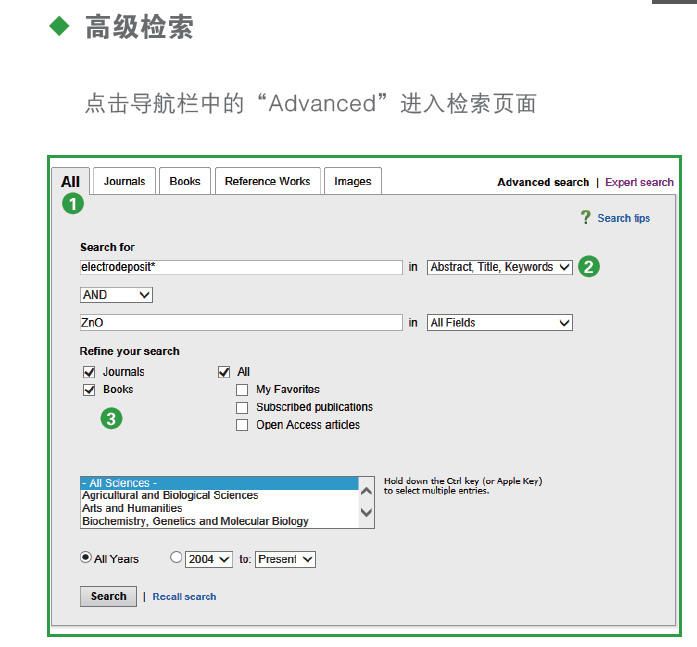 高级检索
点击导航栏中的“Advanced”进入检索页面
All Journals Books Reference Works Images Advanced search | Expert search
1
? Search tips
Search for
electrodeposit* in Abstract, Title, Keywords 2
AND
ZnO in All Fields
Refine your search
Journals All
Books My Favorites
3 Subscribed publications
Open Access articles
- All Sciences - Hold down the Ctrl key (or Apple Key)
Agricultural and Biological Sciences to select multiple entries.
Arts and Humanities
Biochemistry, Genetics and Molecular Biology
All Years 2004 to: Present
Search | Recall search